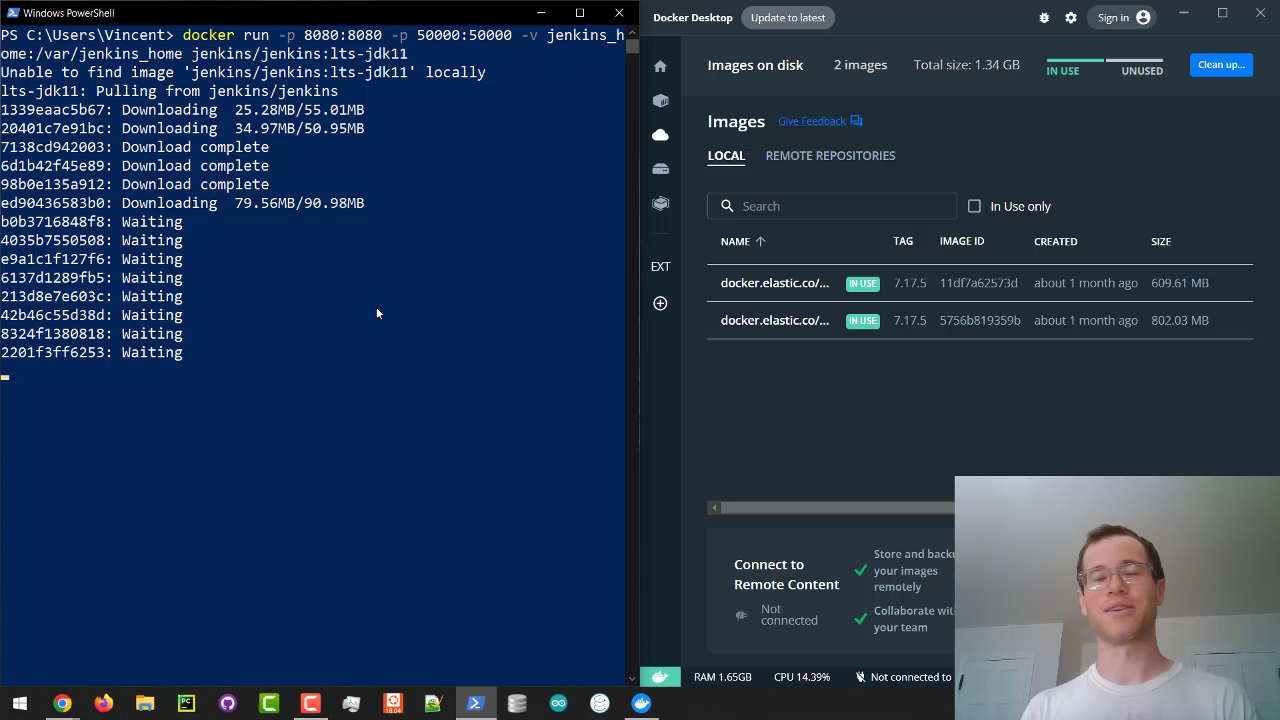 Windows PowerShell
PS C:\Users\Vincent> docker run -p 8080:8080 -p 50000:50000 -v jenkins_h
ome:/var/jenkins_home jenkins/jenkins:lts-jdk11
Unable to find image 'jenkins/jenkins:lts-jdk11' locally
lts-jdk11: Pulling from jenkins/jenkins
1339eaac5b67: Downloading 25.28MB/55.01MB
20401c7e91bc: Downloading 34.97MB/50.95MB
7138cd942003: Download complete
6d1b42f45e89: Download complete
98b0e135a912: Download complete
ed90436583b0: Downloading 79.56MB/90.98MB
b0b3716848f8: Waiting
4035b7550508: Waiting
e9a1c1f127f6: Waiting
6137d1289fb5: Waiting
213d8e7e603c: Waiting
42b46c55d38d: Waiting
8324f1380818: Waiting
2201f3ff6253: Waiting
Docker Desktop Update to latest Sign in
Images on disk 2 images Total size: 1.34 GB IN USE UNUSED Clean up...
Images Give Feedback
LOCAL REMOTE REPOSITORIES
Search In Use only
EXT
NAME TAG IMAGE ID CREATED SIZE
docker.elastic.co/... IN USE 7.17.5 11df7a62573d about 1 month ago 609.61 MB
docker.elastic.co/... IN USE 7.17.5 5756b819359b about 1 month ago 802.03 MB
Connect to
Remote Content
Not
connected
Store and backu
your images
remotely
Collaborate with
your team
RAM 1.65GB CPU 14.39% Not connected to
PC
C
C
18.04